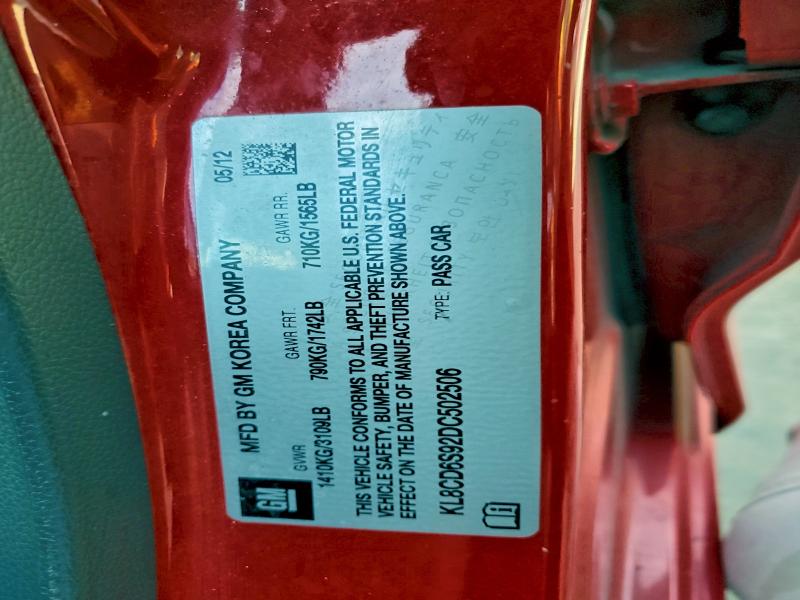 GM
MFD BY GM KOREA COMPANY 05/12
GVWR GAWR FRT. GAWR RR.
1410KG/3109LB 790KG/1742LB 710KG/1565LB
THIS VEHICLE CONFORMS TO ALL APPLICABLE U.S. FEDERAL MOTOR
VEHICLE SAFETY, BUMPER, AND THEFT PREVENTION STANDARDS IN
EFFECT ON THE DATE OF MANUFACTURE SHOWN ABOVE.
KL8CD6S92DC502506 TYPE: PASS CAR